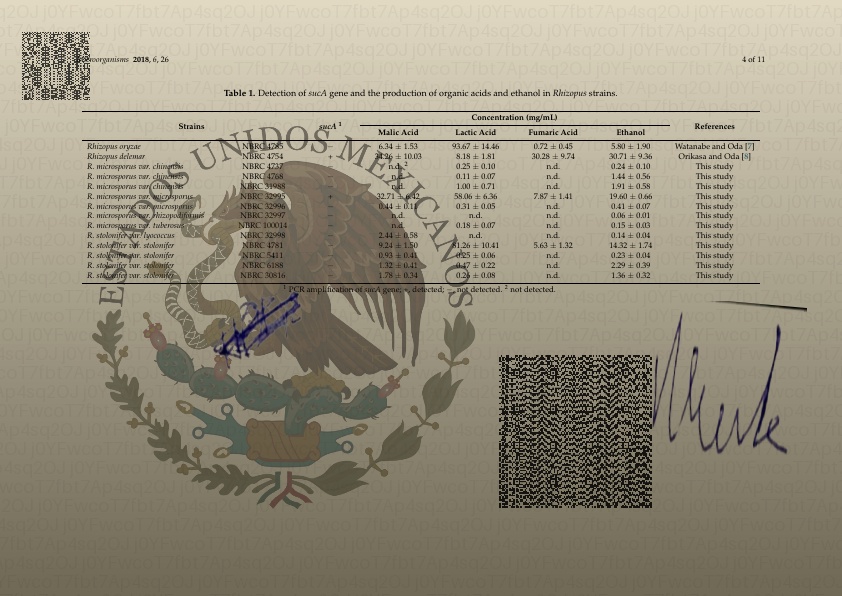 2018, 6, 26
4 of 11
Table 1. Detection of sucA gene and the production of organic acids and ethanol in Rhizopus strains.
Strains sucA 1 Concentration (mg/mL) References
Malic Acid Lactic Acid Fumaric Acid Ethanol
Rhizopus oryzae NBRC 4785 − 6.34 ± 1.53 93.67 ± 14.46 0.72 ± 0.45 5.80 ± 1.90 Watanabe and Oda [7]
Rhizopus delemar NBRC 4754 + ± 10.03 8.18 ± 1.81 30.28 ± 9.74 30.71 ± 9.36 Orikasa and Oda [8]
R. microsporus var. chinensis NBRC 4737 − n.d. 2 0.25 ± 0.10 n.d. 0.24 ± 0.10 This study
R. microsporus var. chinensis NBRC 4768 − n.d. 0.11 ± 0.07 n.d. 1.44 ± 0.56 This study
R. microsporus var. chinensis NBRC 31988 − n.d. 1.00 ± 0.71 n.d. 1.91 ± 0.58 This study
R. microsporus var. microsporus NBRC 32995 + 32.71 ± 6.42 58.06 ± 6.36 7.87 ± 1.41 19.60 ± 0.66 This study
R. microsporus var. microsporus NBRC 32996 − 0.44 ± 0.11 0.31 ± 0.05 n.d. 0.41 ± 0.07 This study
R. microsporus var. rhizopodiformis NBRC 32997 − n.d. n.d. n.d. 0.06 ± 0.01 This study
R. microsporus var. tuberosus NBRC 100014 − n.d. 0.18 ± 0.07 n.d. 0.15 ± 0.03 This study
R. stolonifer var. lyococcus NBRC 32998 − 2.44 ± 0.58 n.d. n.d. 0.14 ± 0.04 This study
R. stolonifer var. stolonifer NBRC 4781 − 9.24 ± 1.50 81.26 ± 10.41 5.63 ± 1.32 14.32 ± 1.74 This study
R. stolonifer var. stolonifer NBRC 5411 − 0.93 ± 0.41 0.25 ± 0.06 n.d. 0.23 ± 0.04 This study
R. stolonifer var. stolonifer NBRC 6188 − 1.32 ± 0.41 0.47 ± 0.22 n.d. 2.29 ± 0.39 This study
R. stolonifer var. stolonifer NBRC 30816 − 1.78 ± 0.34 0.26 ± 0.08 n.d. 1.36 ± 0.32 This study
1 PCR amplification of sucA gene; +, detected; −, not detected. 2 not detected.
ESTADOS UNIDOS MEXICANOS